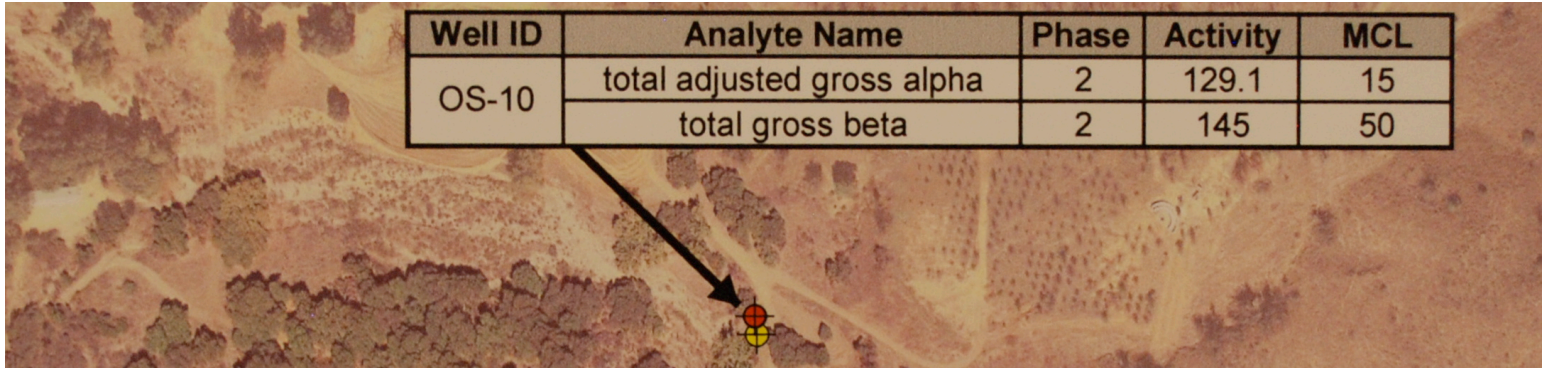 Well ID Analyte Name Phase Activity MCL
OS-10 total adjusted gross alpha 2 129.1 15
total gross beta 2 145 50